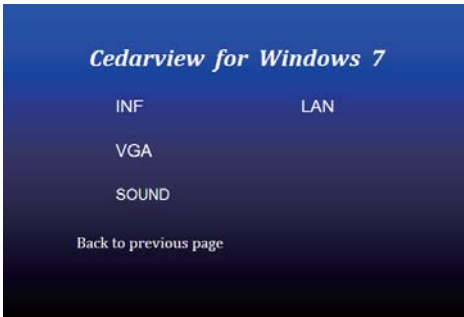 Cedarview for Windows 7
INF LAN
VGA
SOUND
Back to previous page